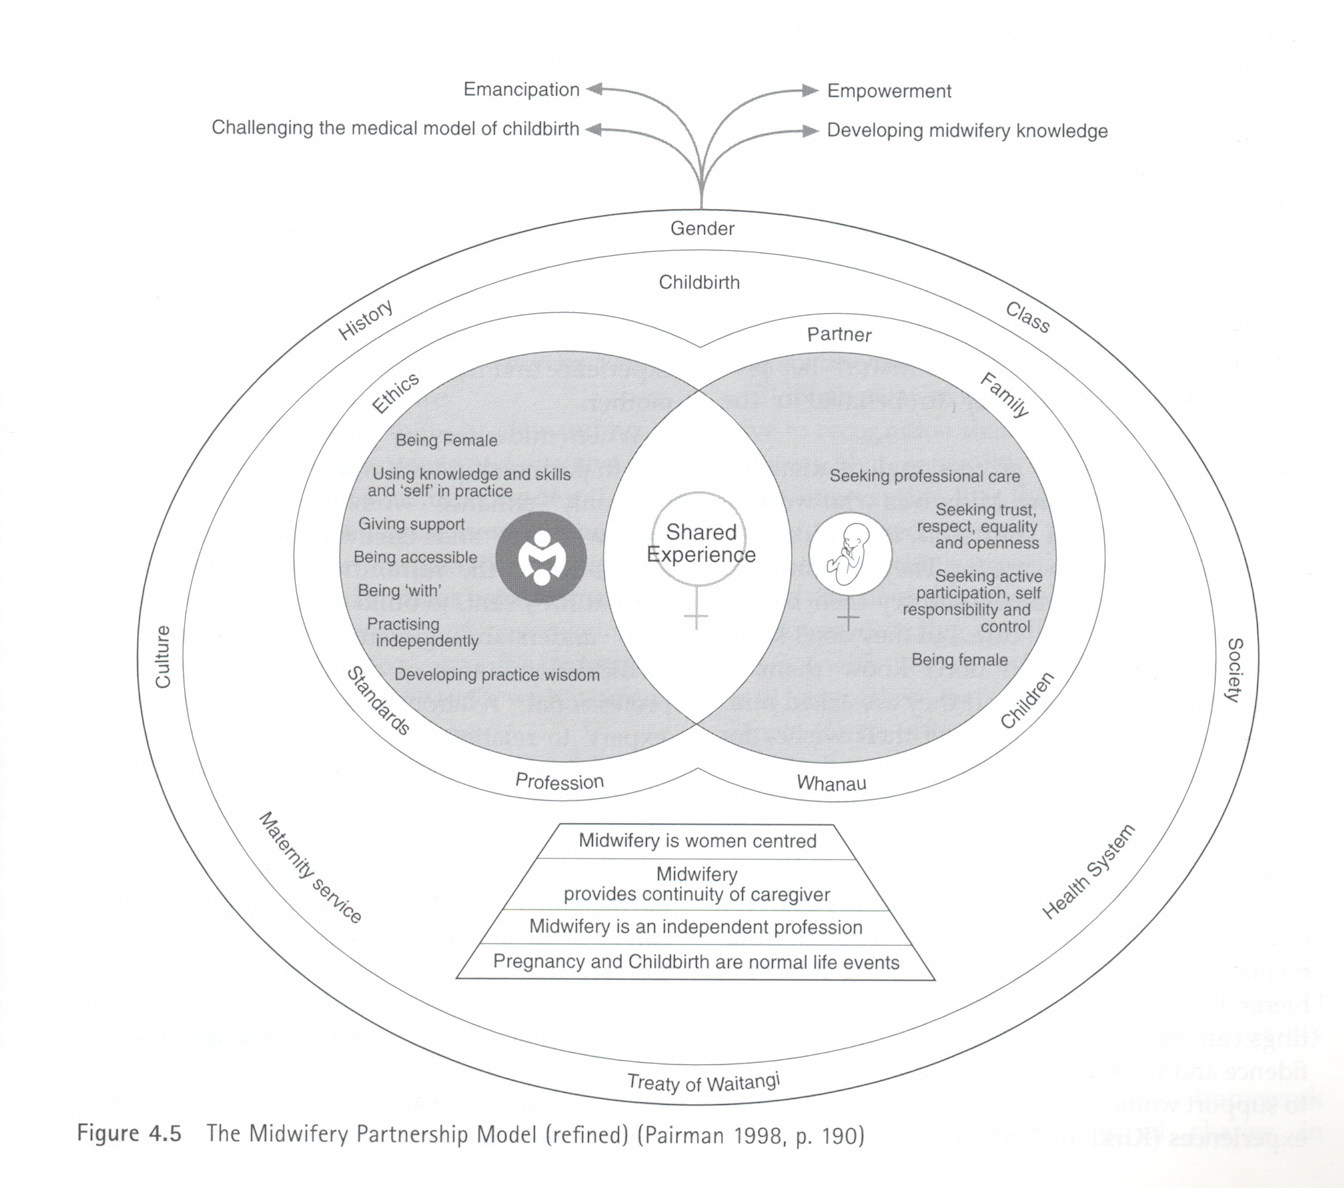 Emancipation
Empowerment
Challenging the medical model of childbirth
Developing midwifery knowledge
Gender
Childbirth
History
Class
Partner
Ethics
Family
Being Female
Using knowledge and skills
and ‘self’ in practice
Giving support
Being accessible
Being ‘with’
Practising
independently
Developing practice wisdom
Shared
Experience
Seeking professional care
Seeking trust,
respect, equality
and openness
Seeking active
participation, self
responsibility and
control
Being female
Culture
Society
Standards
Children
Profession
Whanau
Maternity service
Health System
Midwifery is women centred
Midwifery
provides continuity of caregiver
Midwifery is an independent profession
Pregnancy and Childbirth are normal life events
Treaty of Waitangi
Figure 4.5 The Midwifery Partnership Model (refined) (Pairman 1998, p. 190)